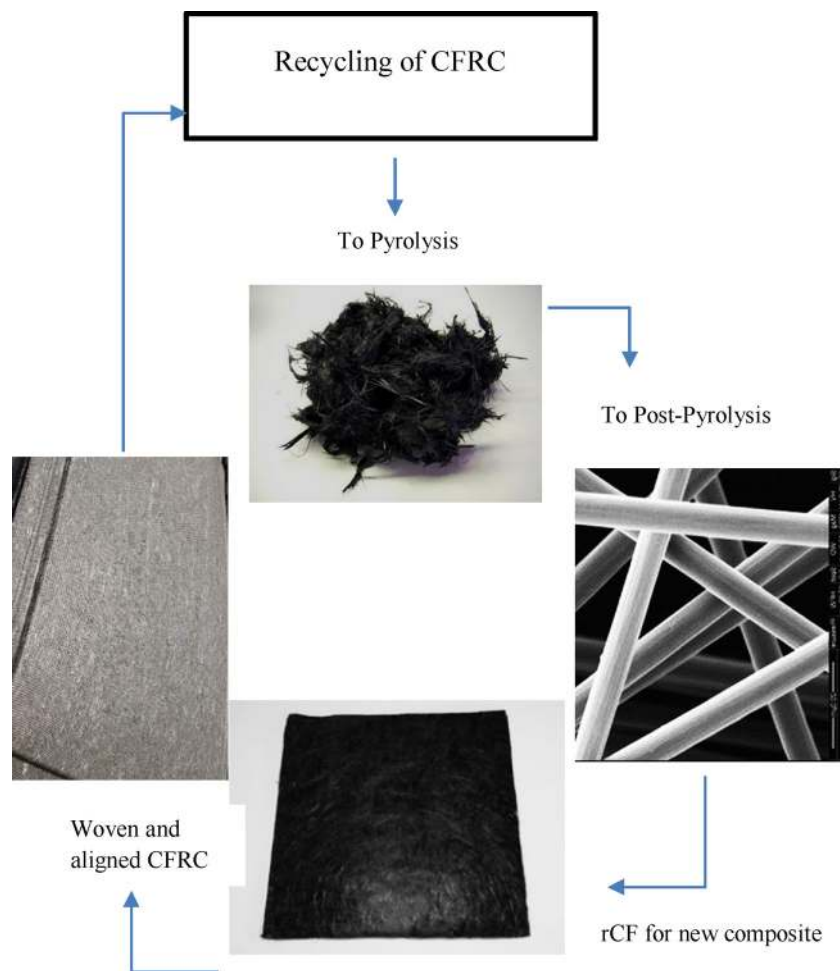 Recycling of CFRC
To Pyrolysis
To Post-Pyrolysis
Woven and
aligned CFRC
rCF for new composite